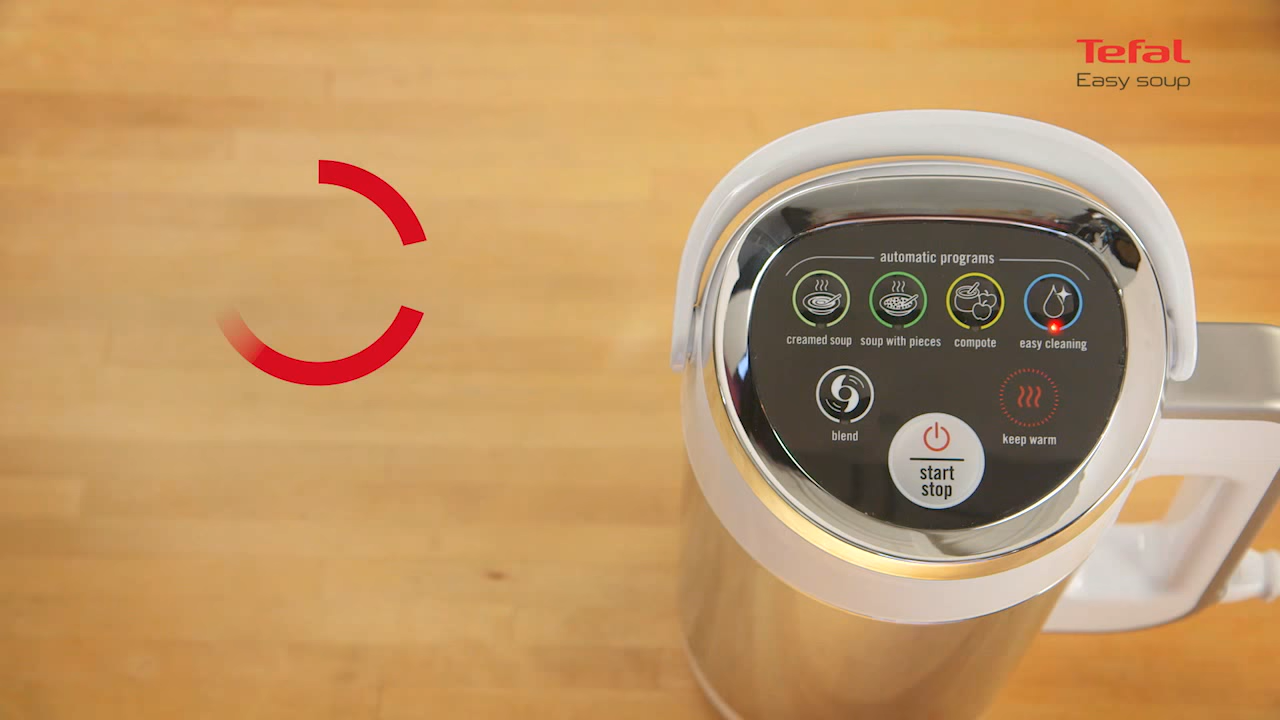 Tefal
Easy soup
automatic programs
creamed soup
soup with pieces
compote
easy cleaning
blend
keep warm
start
stop